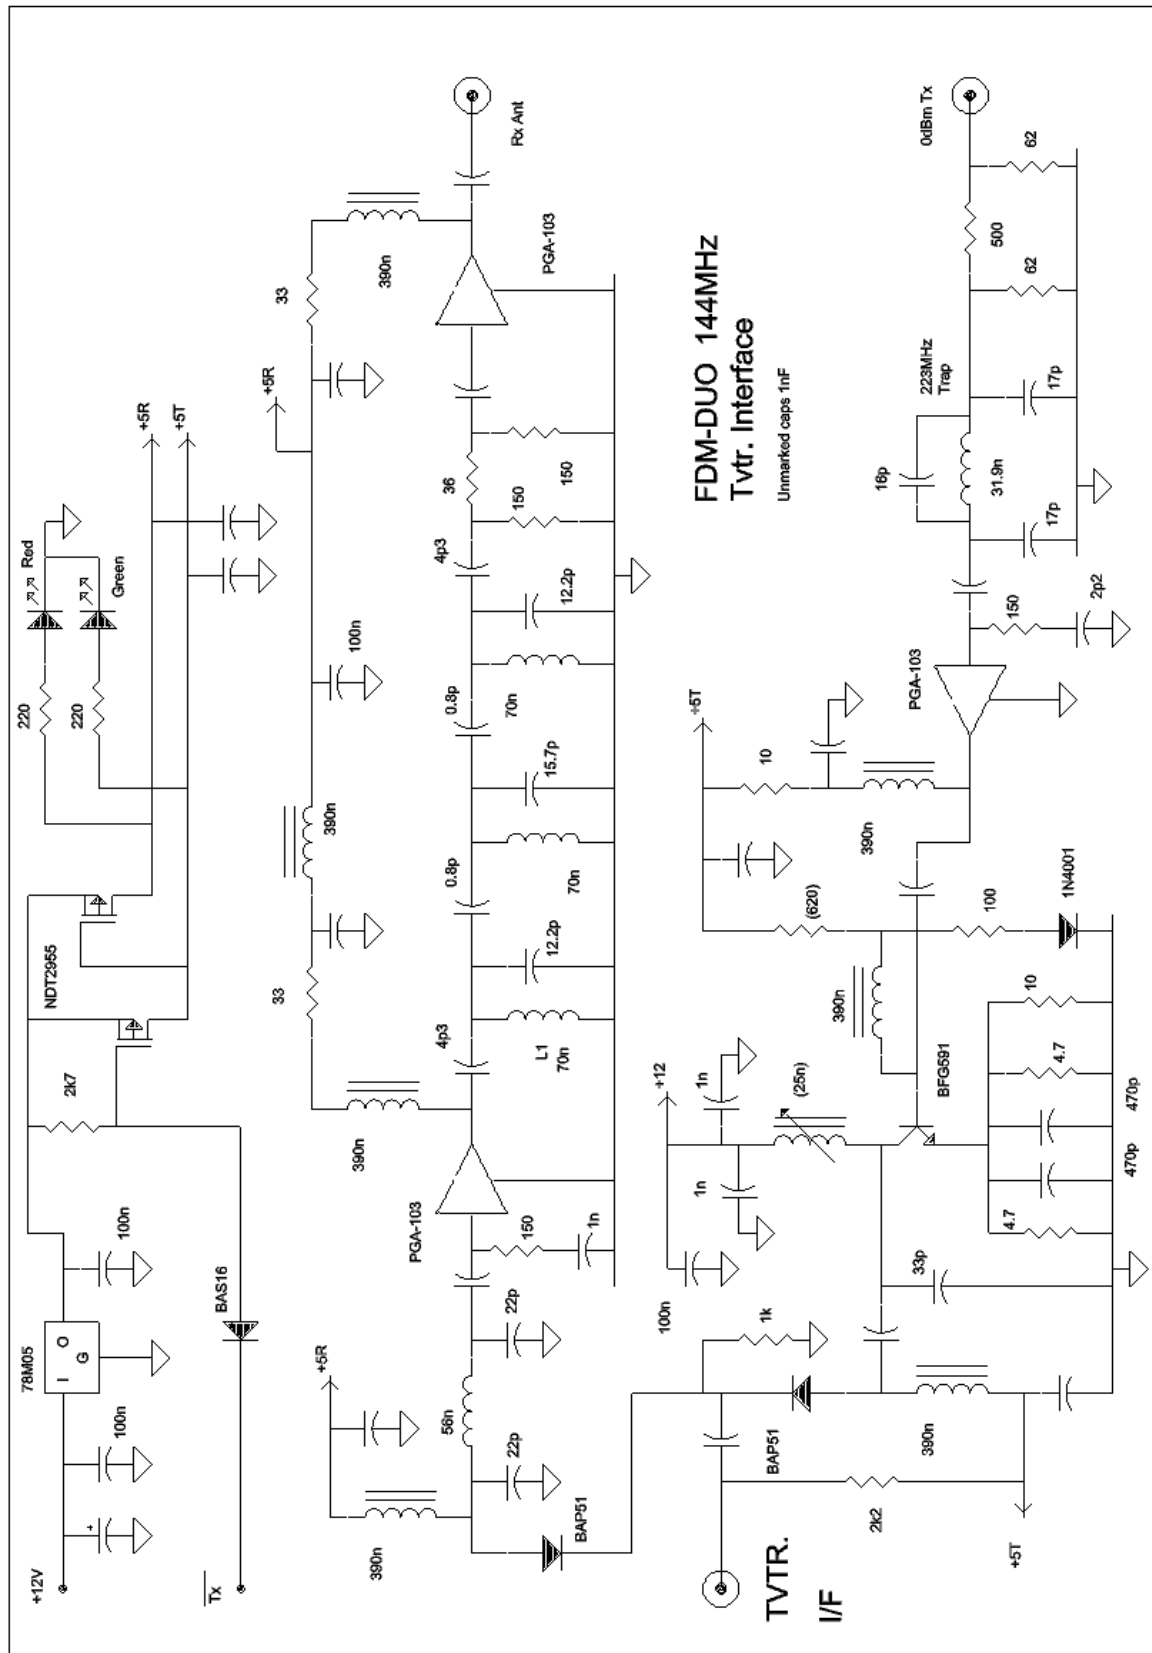 78M05
I
O
G
+12V
+
100n
100n
2k7
NDT2955
220
220
Red
Green
+5R
+5T
Tx
BAS16
33
390n
33
+5R
+5R
390n
390n
100n
390n
PGA-103
4p3
0.8p
0.8p
4p3
36
56n
22p
22p
150
1n
L1
70n
12.2p
70n
15.7p
70n
12.2p
150
150
PGA-103
Rx Ant
BAP51
FDM-DUO 144MHz
Tvtr. Interface
Unmarked caps 1nF
TVTR.
I/F
BAP51
100n
+12
1n
1n
(25n)
1k
+5T
10
390n
(620)
390n
PGA-103
0dBm Tx
2k2
390n
33p
BFG591
100
1N4001
4.7
470p
470p
4.7
10
150
2p2
16p
223MHz
Trap
31.9n
17p
17p
500
62
62
+5T